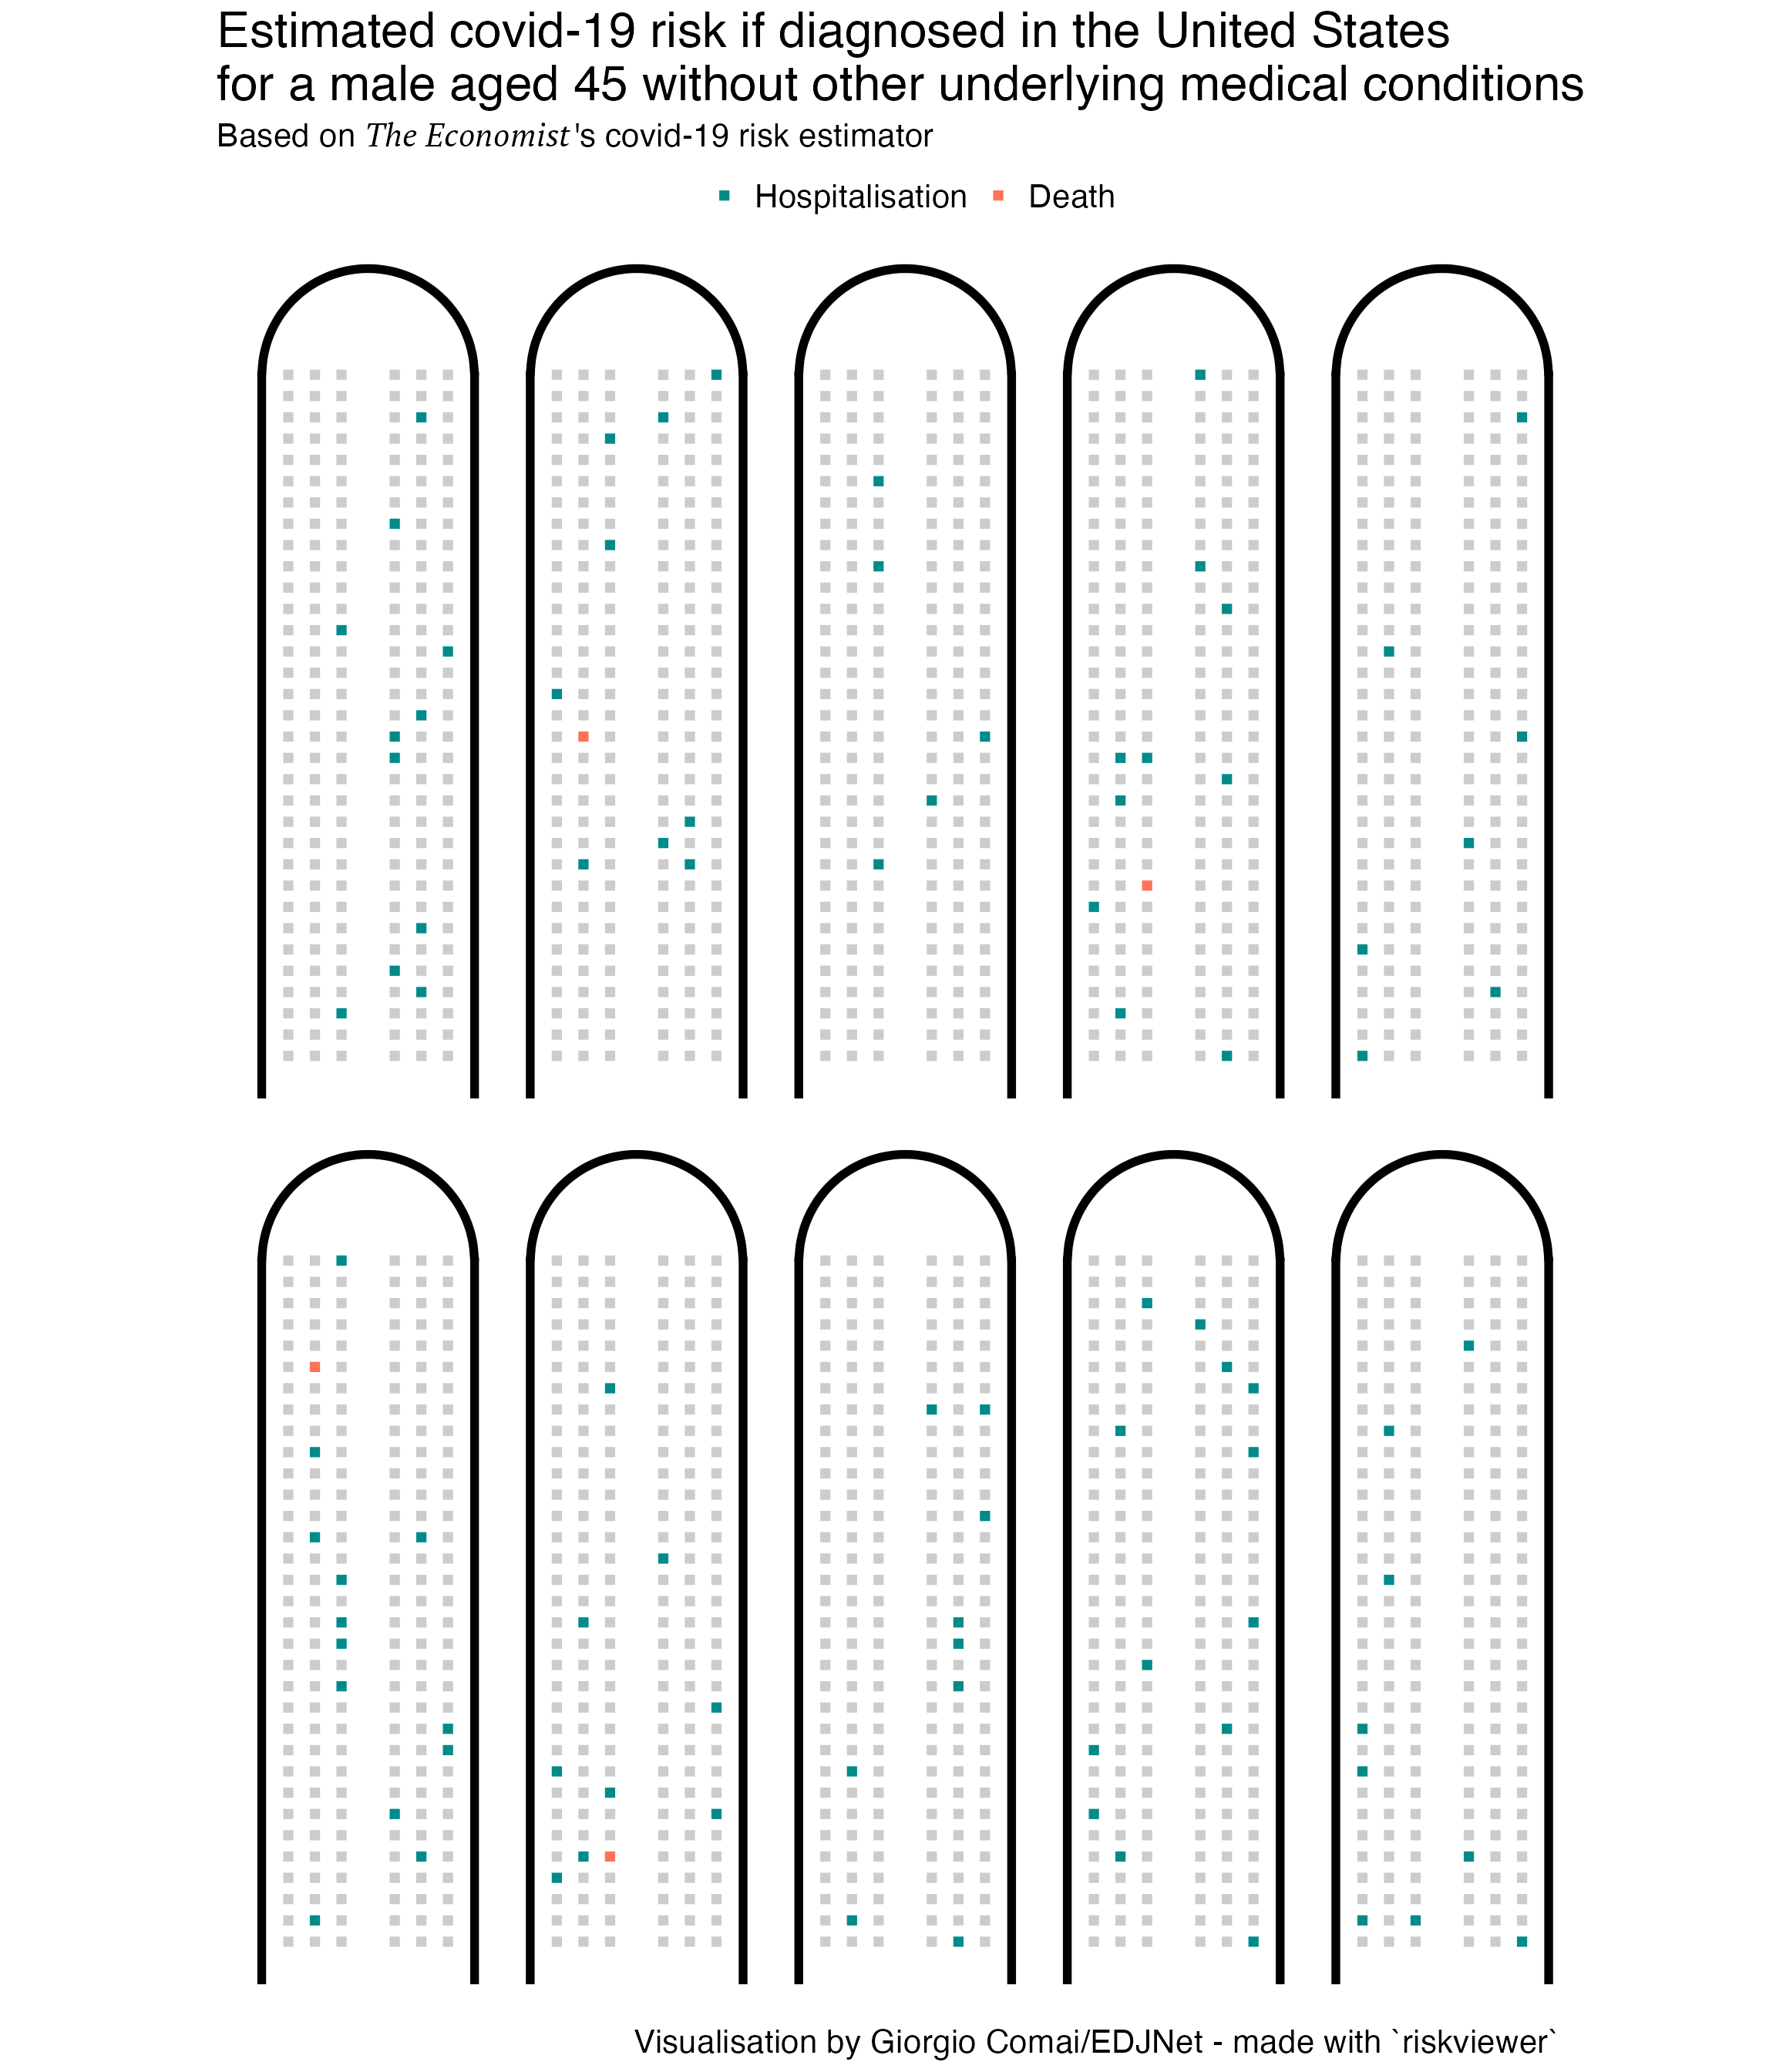 Estimated covid-19 risk if diagnosed in the United States
for a male aged 45 without other underlying medical conditions
Based on The Economist's covid-19 risk estimator
Hospitalisation Death
Visualisation by Giorgio Comai/EDJNet - made with `riskviewer`